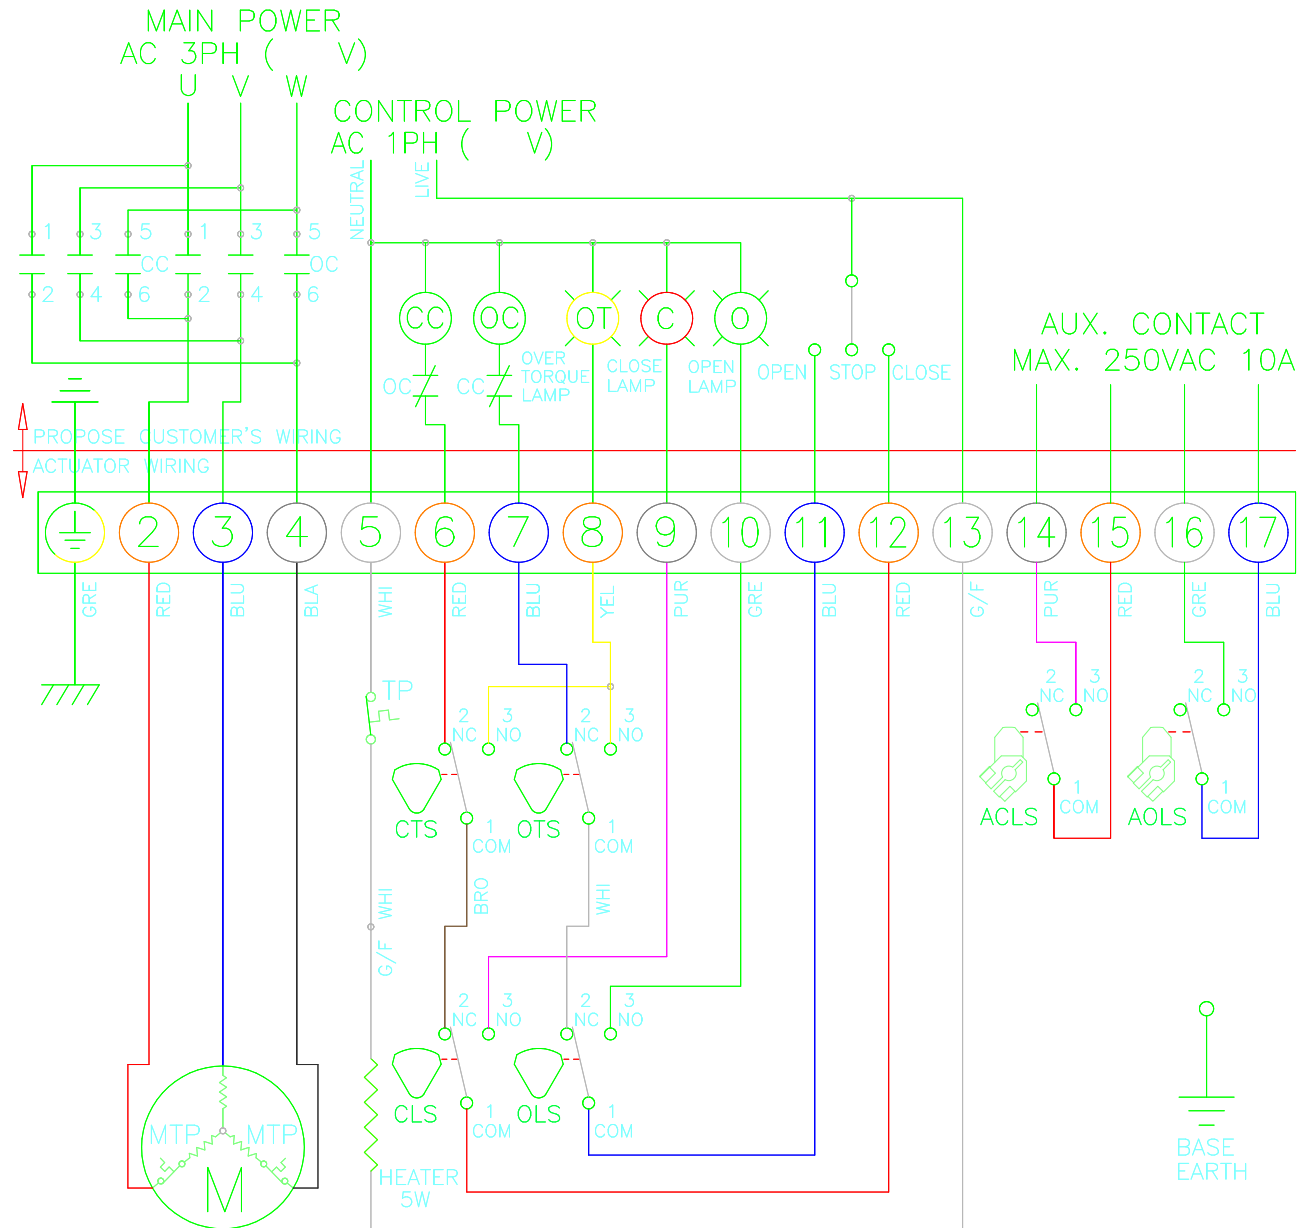 MAIN POWER
AC 3PH ( V)
U V W
CONTROL POWER
AC 1PH ( V)
NEUTRAL
LIVE
1 3 5 1 3 5
CC OC
2 4 6 2 4 6
CC OC OT C O
OC CC
OVER
TORQUE
LAMP
CLOSE
LAMP
OPEN
LAMP
OPEN STOP CLOSE
AUX. CONTACT
MAX. 250VAC 10A
PROPOSE CUSTOMER'S WIRING
ACTUATOR WIRING
2 3 4 5 6 7 8 9 10 11 12 13 14 15 16 17
GRE RED BLU BLA WHI RED BLU YEL PUR GRE BLU RED G/F PUR RED GRE BLU
TP
2 3
NC NO
2 3
NC NO
2 3
NC NO
2 3
NC NO
CTS
1
COM
OTS
1
COM
ACLS
1
COM
AOLS
1
COM
WHI
G/F
BRO
WHI
2 3
NC NO
2 3
NC NO
CLS
1
COM
OLS
1
COM
MTP MTP
M
HEATER
5W
BASE
EARTH